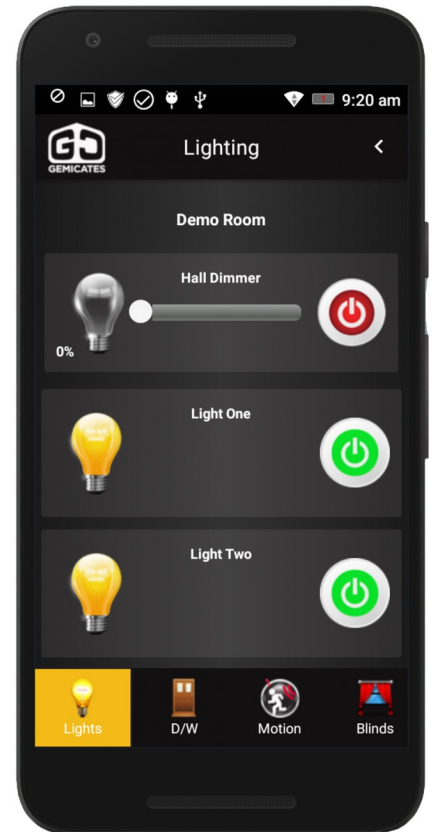 9:20 am
GEMICATES
Lighting
Demo Room
Hall Dimmer
0%
Light One
Light Two
Lights
D/W
Motion
Blinds